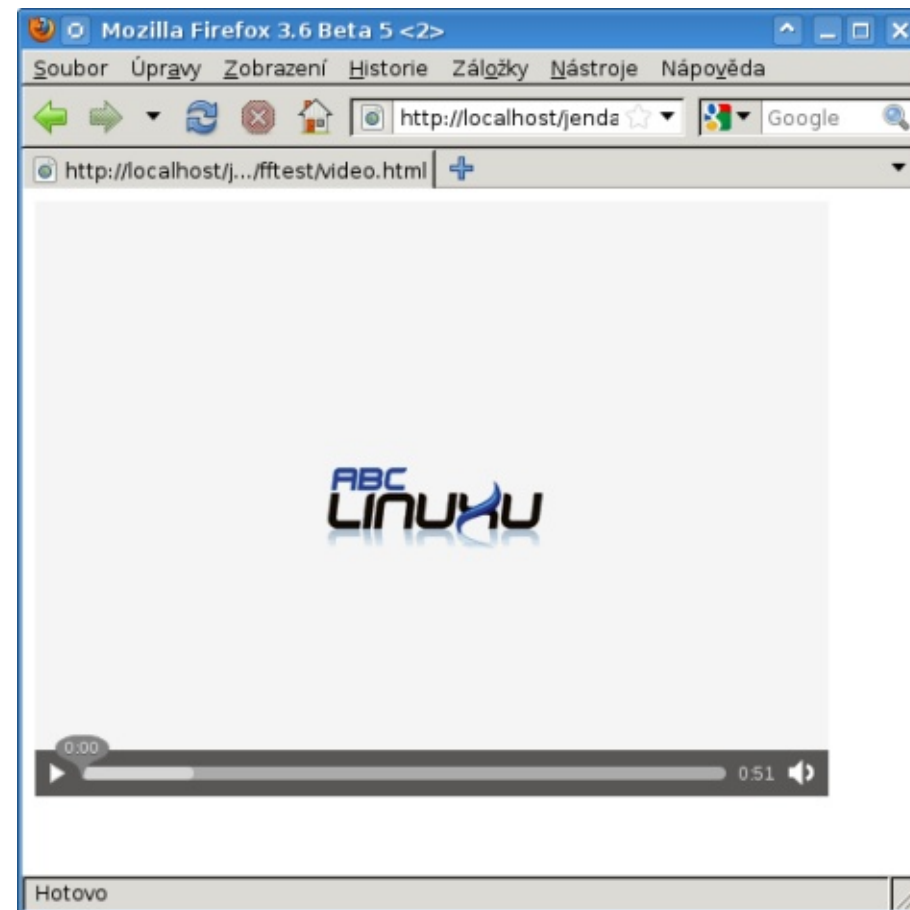 Mozilla Firefox 3.6 Beta 5 <2>
Soubor Úpravy Zobrazení Historie Záložky Nástroje Nápověda
http://localhost/jenda Google
http://localhost/j.../fftest/video.html
ABC
LINUXU
0:00
0:51
Hotovo